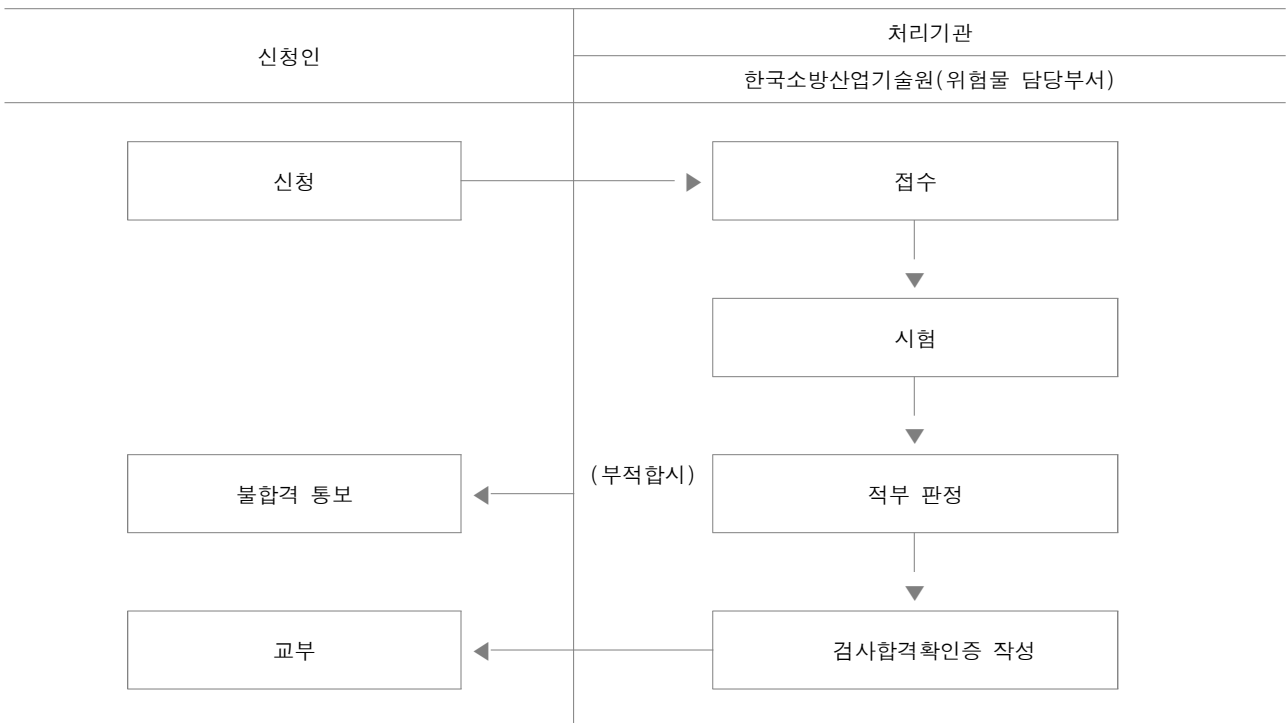 신청인
처리기관
한국소방산업기술원(위험물 담당부서)
신청
접수
시험
(부적합시)
불합격 통보
적부 판정
교부
검사합격확인증 작성